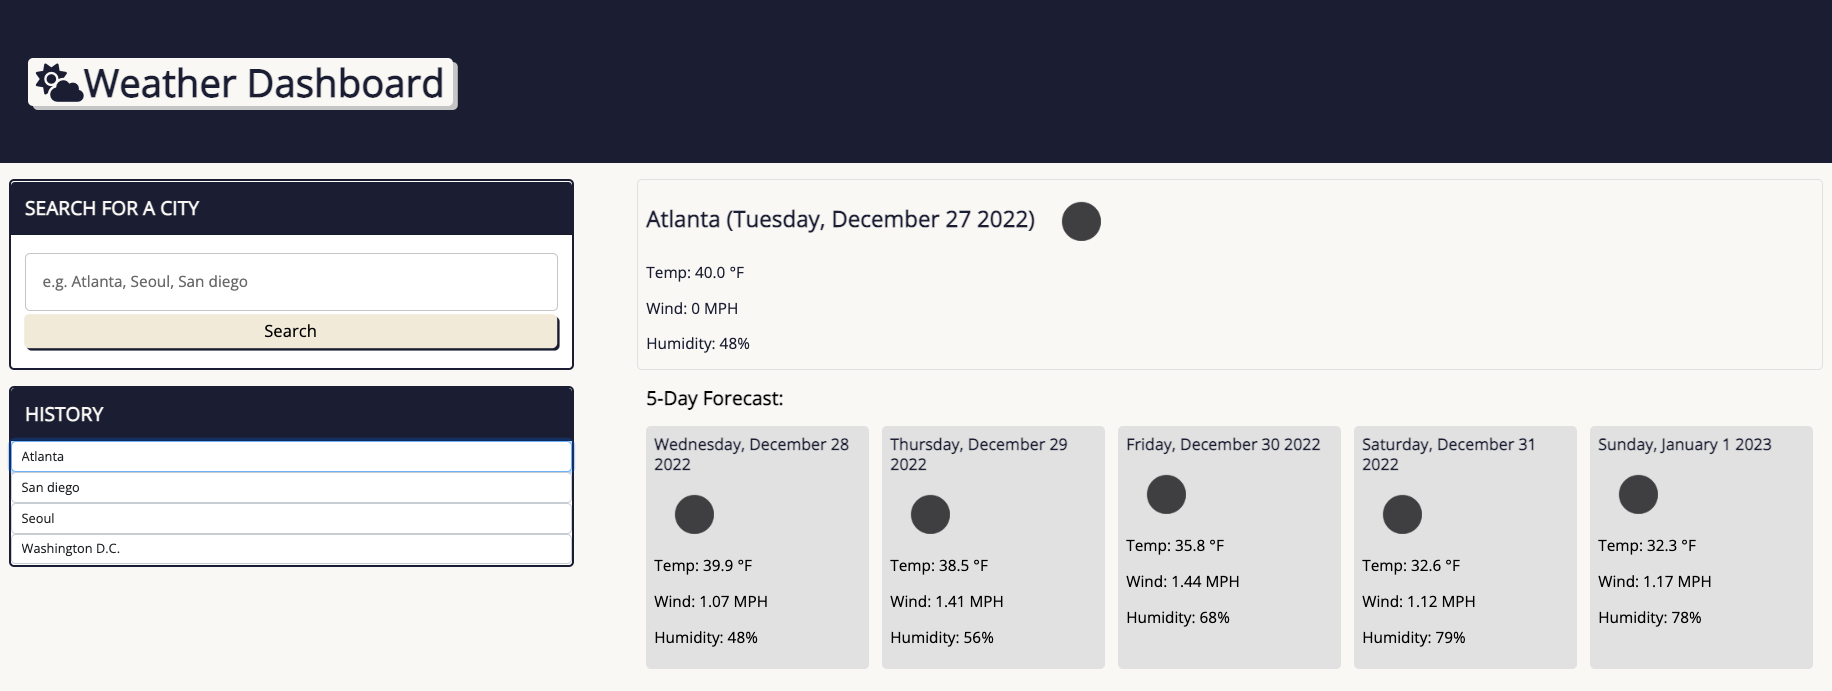 Weather Dashboard
SEARCH FOR A CITY
e.g. Atlanta, Seoul, San diego
Search
HISTORY
Atlanta
San diego
Seoul
Washington D.C.
Atlanta (Tuesday, December 27 2022)
Temp: 40.0 °F
Wind: 0 MPH
Humidity: 48%
5-Day Forecast:
Wednesday, December 28
2022
Temp: 39.9 °F
Wind: 1.07 MPH
Humidity: 48%
Thursday, December 29
2022
Temp: 38.5 °F
Wind: 1.41 MPH
Humidity: 56%
Friday, December 30 2022
Temp: 35.8 °F
Wind: 1.44 MPH
Humidity: 68%
Saturday, December 31
2022
Temp: 32.6 °F
Wind: 1.12 MPH
Humidity: 79%
Sunday, January 1 2023
Temp: 32.3 °F
Wind: 1.17 MPH
Humidity: 78%